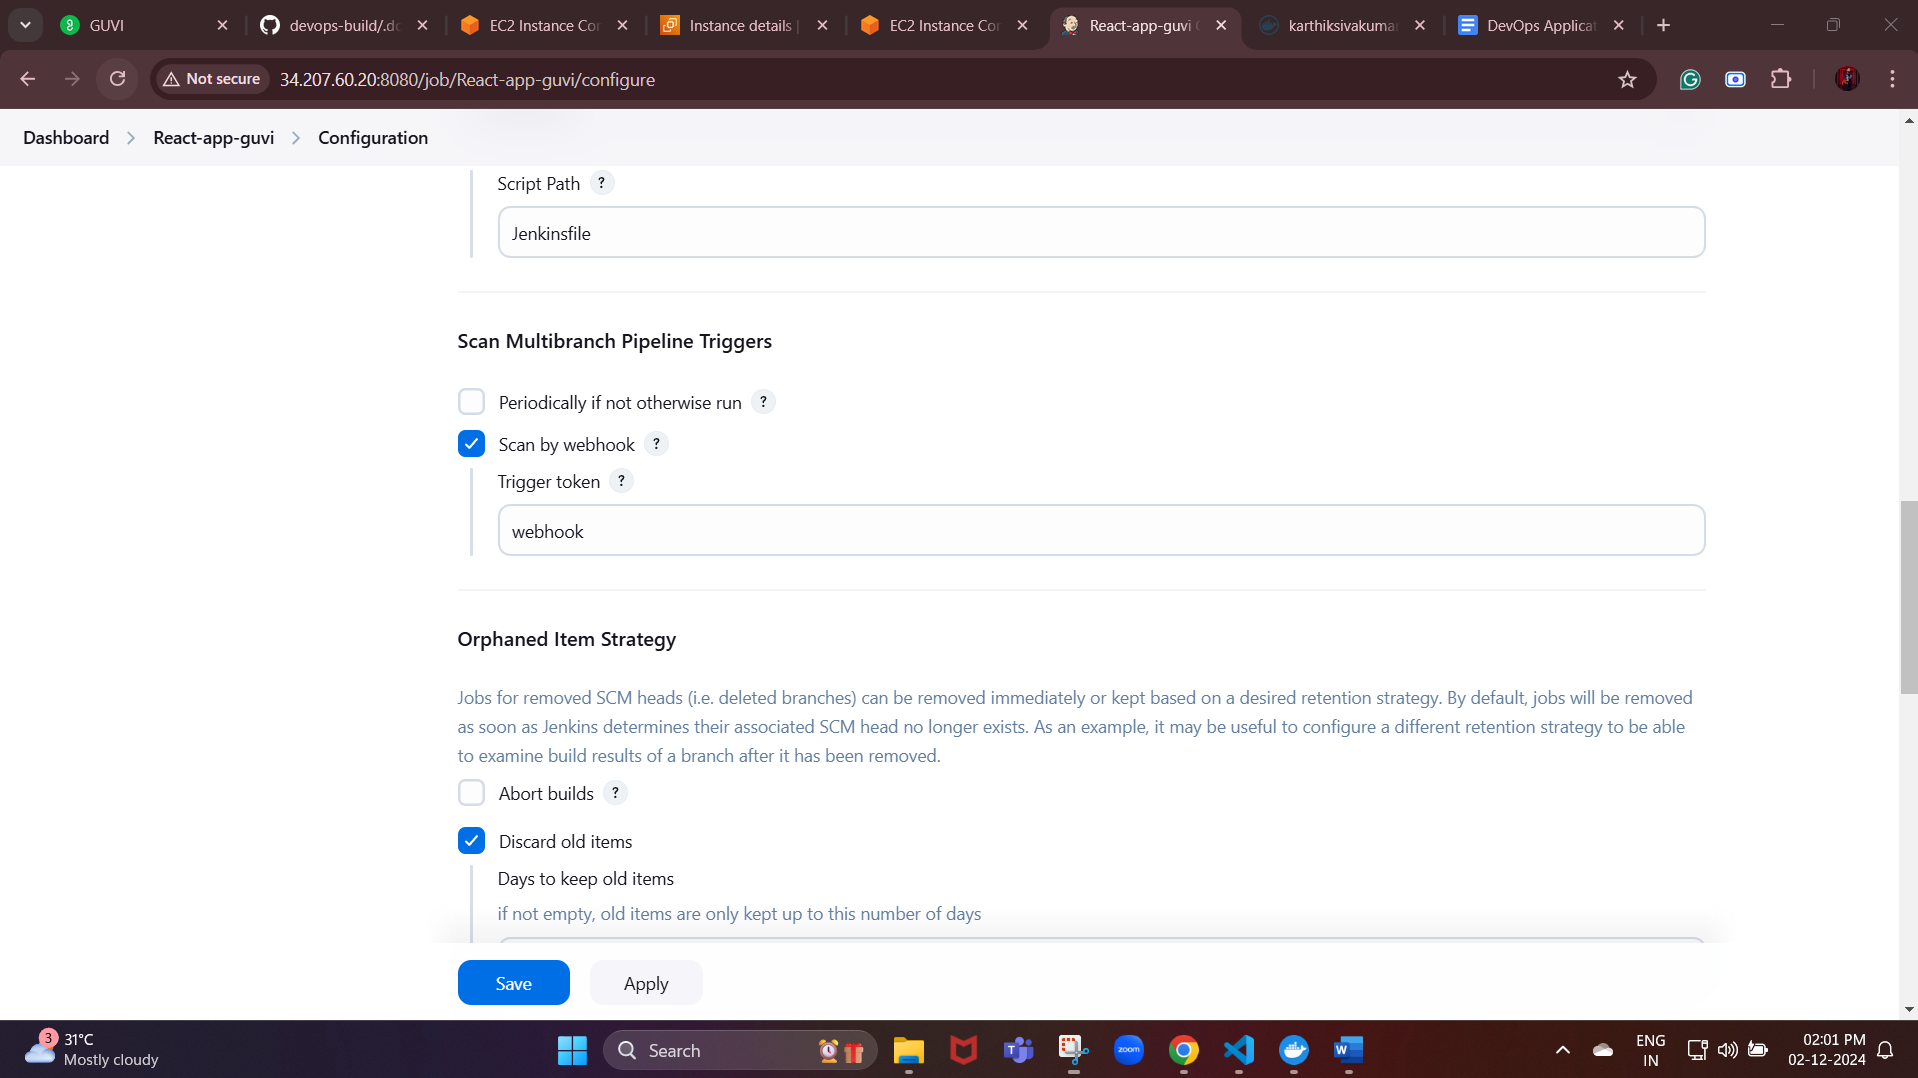 GUVI
devops-build/.dc
EC2 Instance Cor
Instance details |
EC2 Instance Cor
React-app-guvi C
karthiksivakumar
DevOps Applicat
Not secure
34.207.60.20:8080/job/React-app-guvi/configure
Dashboard > React-app-guvi > Configuration
Script Path ?
Jenkinsfile
Scan Multibranch Pipeline Triggers
Periodically if not otherwise run ?
Scan by webhook ?
Trigger token ?
webhook
Orphaned Item Strategy
Jobs for removed SCM heads (i.e. deleted branches) can be removed immediately or kept based on a desired retention strategy. By default, jobs will be removed
as soon as Jenkins determines their associated SCM head no longer exists. As an example, it may be useful to configure a different retention strategy to be able
to examine build results of a branch after it has been removed.
Abort builds ?
Discard old items
Days to keep old items
if not empty, old items are only kept up to this number of days
Save
Apply
3
31°C
Mostly cloudy
Search
zoom
W
ENG
IN
02:01 PM
02-12-2024